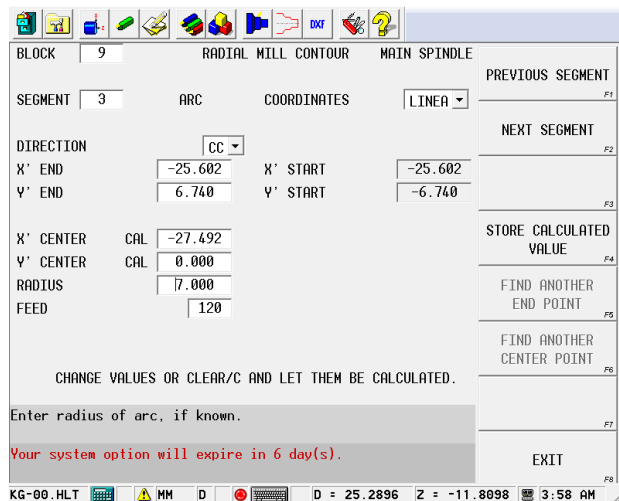 DXF
BLOCK 9 RADIAL MILL CONTOUR MAIN SPINDLE
PREVIOUS SEGMENT
F1
SEGMENT 3 ARC COORDINATES LINEA
NEXT SEGMENT
F2
DIRECTION CC
X' END -25.602 X' START -25.602
Y' END 6.740 Y' START -6.740
F3
X' CENTER CAL -27.492
STORE CALCULATED
VALUE
F4
Y' CENTER CAL 0.000
RADIUS 7.000
FEED 120
FIND ANOTHER
END POINT
F5
FIND ANOTHER
CENTER POINT
F6
CHANGE VALUES OR CLEAR/C AND LET THEM BE CALCULATED.
Enter radius of arc, if known.
F7
Your system option will expire in 6 day(s).
EXIT
F8
KG-00.HLT MM D D = 25.2896 Z = -11.8098 3:58 AM